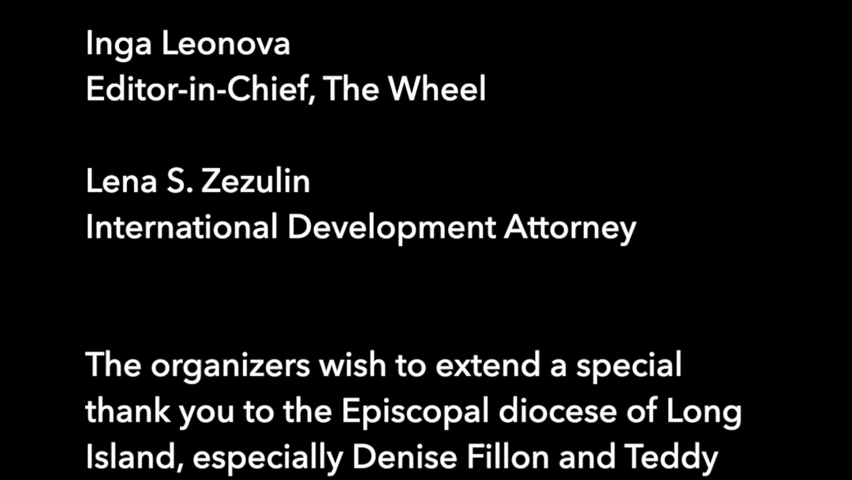 Inga Leonova
Editor-in-Chief, The Wheel
Lena S. Zezulin
International Development Attorney
The organizers wish to extend a special
thank you to the Episcopal diocese of Long
Island, especially Denise Fillon and Teddy